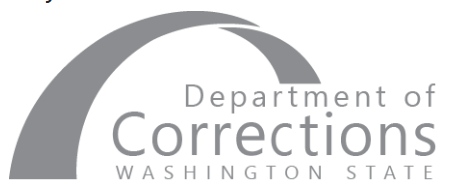 Department of
Corrections
WASHINGTON STATE